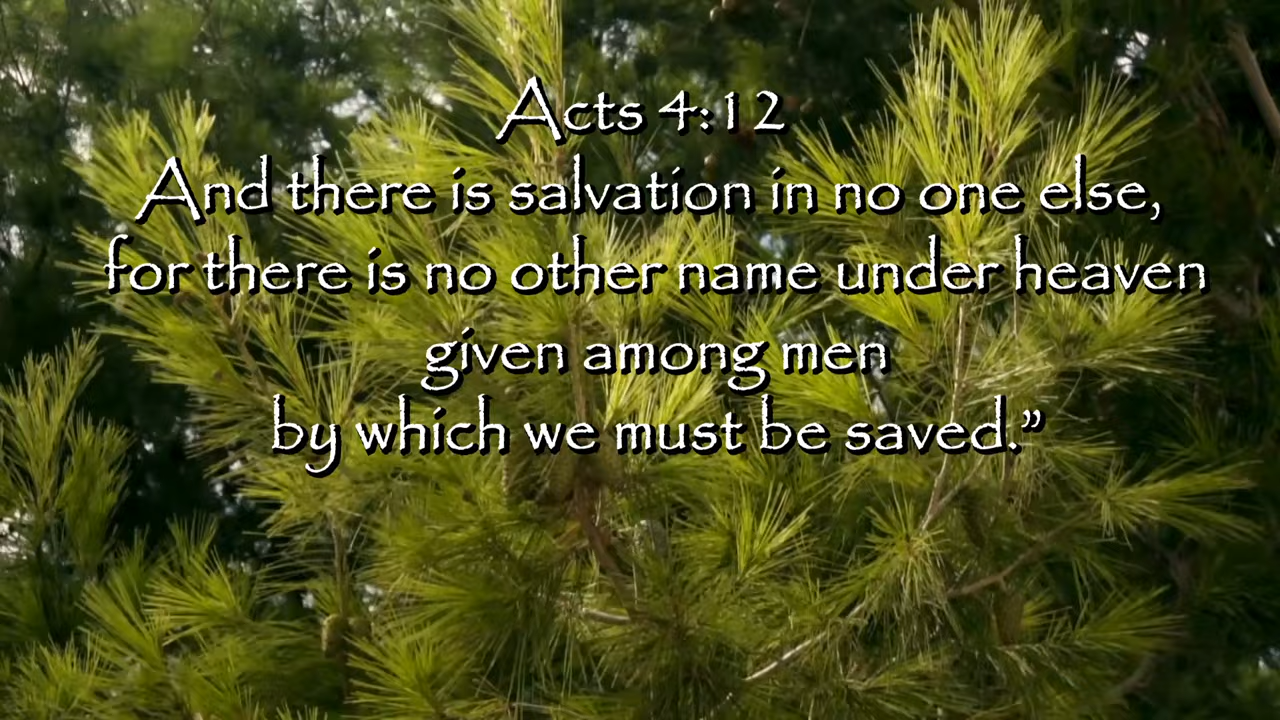 Acts 4:12
And there is salvation in no one else,
for there is no other name under heaven
given among men
by which we must be saved.”